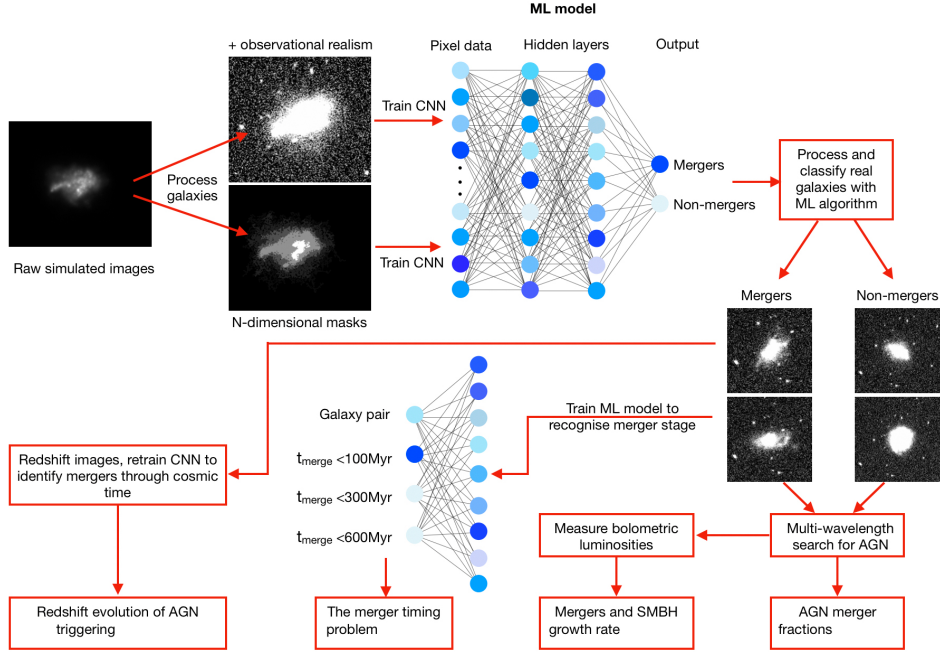 ML model
+ observational realism
Pixel data
Hidden layers
Output
Train CNN
Process
galaxies
Mergers
Non-mergers
Process and
classify real
galaxies with
ML algorithm
Raw simulated images
Train CNN
N-dimensional masks
Mergers
Non-mergers
Galaxy pair
Train ML model to
recognise merger stage
t_merge <100Myr
t_merge <300Myr
t_merge <600Myr
Redshift images, retrain CNN to
identify mergers through cosmic
time
Measure bolometric
luminosities
Multi-wavelength
search for AGN
Redshift evolution of AGN
triggering
The merger timing
problem
Mergers and SMBH
growth rate
AGN merger
fractions